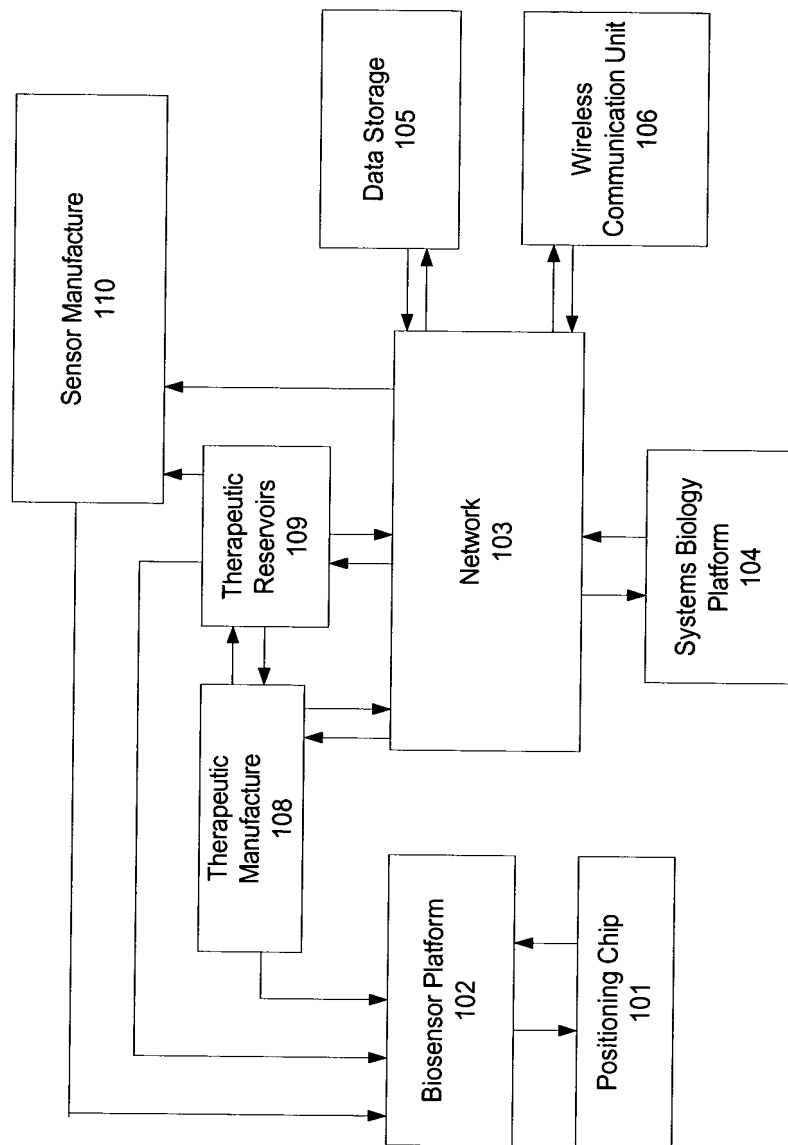 Sensor Manufacture
110
Therapeutic
Reservoirs
109
Therapeutic
Manufacture
108
Data Storage
105
Wireless
Communication Unit
106
Network
103
Biosensor Platform
102
Positioning Chip
101
Systems Biology
Platform
104